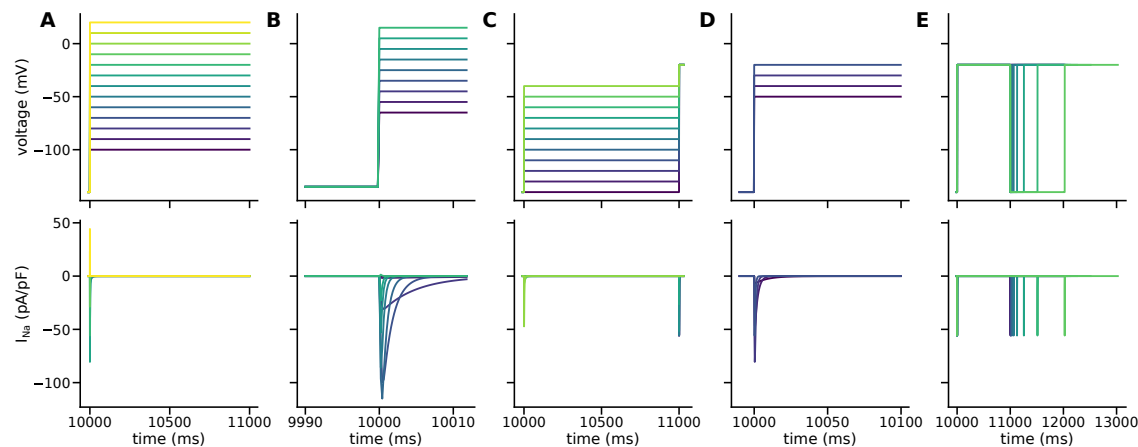 A B C D E
voltage (mV)
0
−50
−100
I_Na (pA/pF)
50
0
−50
−100
10000 10500 11000
time (ms)
9990 10000 10010
time (ms)
10000 10500 11000
time (ms)
10000 10050 10100
time (ms)
10000 11000 12000 13000
time (ms)